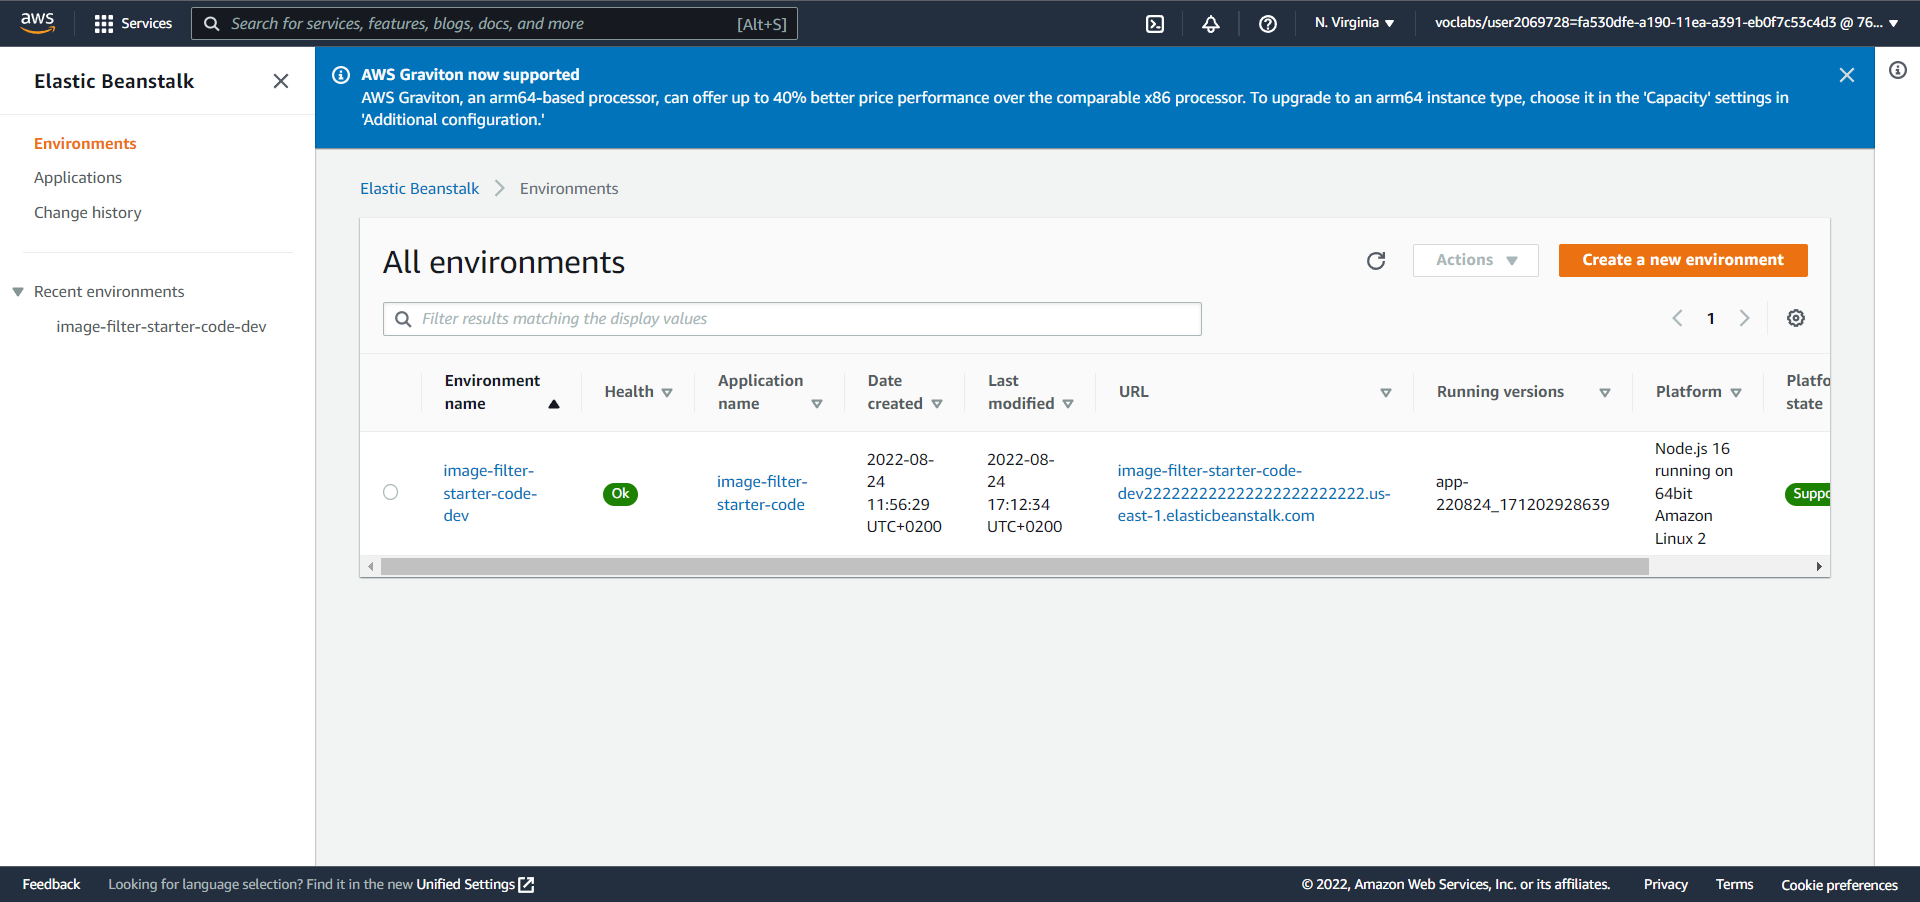 aws
Services
Search for services, features, blogs, docs, and more
[Alt+S]
N. Virginia
voclabs/user2069728=fa530dfe-a190-11ea-a391-eb0f7c53c4d3 @ 76...
Elastic Beanstalk
Environments
Applications
Change history
Recent environments
image-filter-starter-code-dev
AWS Graviton now supported
AWS Graviton, an arm64-based processor, can offer up to 40% better price performance over the comparable x86 processor. To upgrade to an arm64 instance type, choose it in the 'Capacity' settings in
'Additional configuration.'
Elastic Beanstalk
Environments
All environments
Actions
Create a new environment
Filter results matching the display values
1
Environment
name
Health
Application
name
Date
created
Last
modified
URL
Running versions
Platform
Platfo
state
image-filter-
starter-code-
dev
Ok
image-filter-
starter-code
2022-08-
24
11:56:29
UTC+0200
2022-08-
24
17:12:34
UTC+0200
image-filter-starter-code-
east-1.elasticbeanstalk.com
app-
220824_171202928639
Node.js 16
running on
64bit
Amazon
Linux 2
Suppo
Feedback
Looking for language selection? Find it in the new Unified Settings
© 2022, Amazon Web Services, Inc. or its affiliates.
Privacy
Terms
Cookie preferences